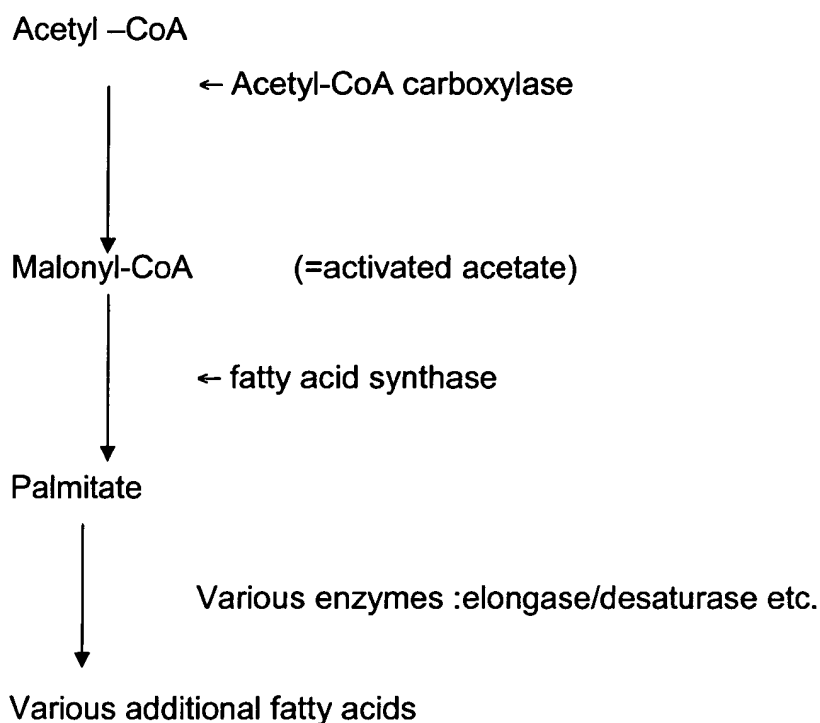 Acetyl –CoA
← Acetyl-CoA carboxylase
Malonyl-CoA (=activated acetate)
← fatty acid synthase
Palmitate
Various enzymes :elongase/desaturase etc.
Various additional fatty acids